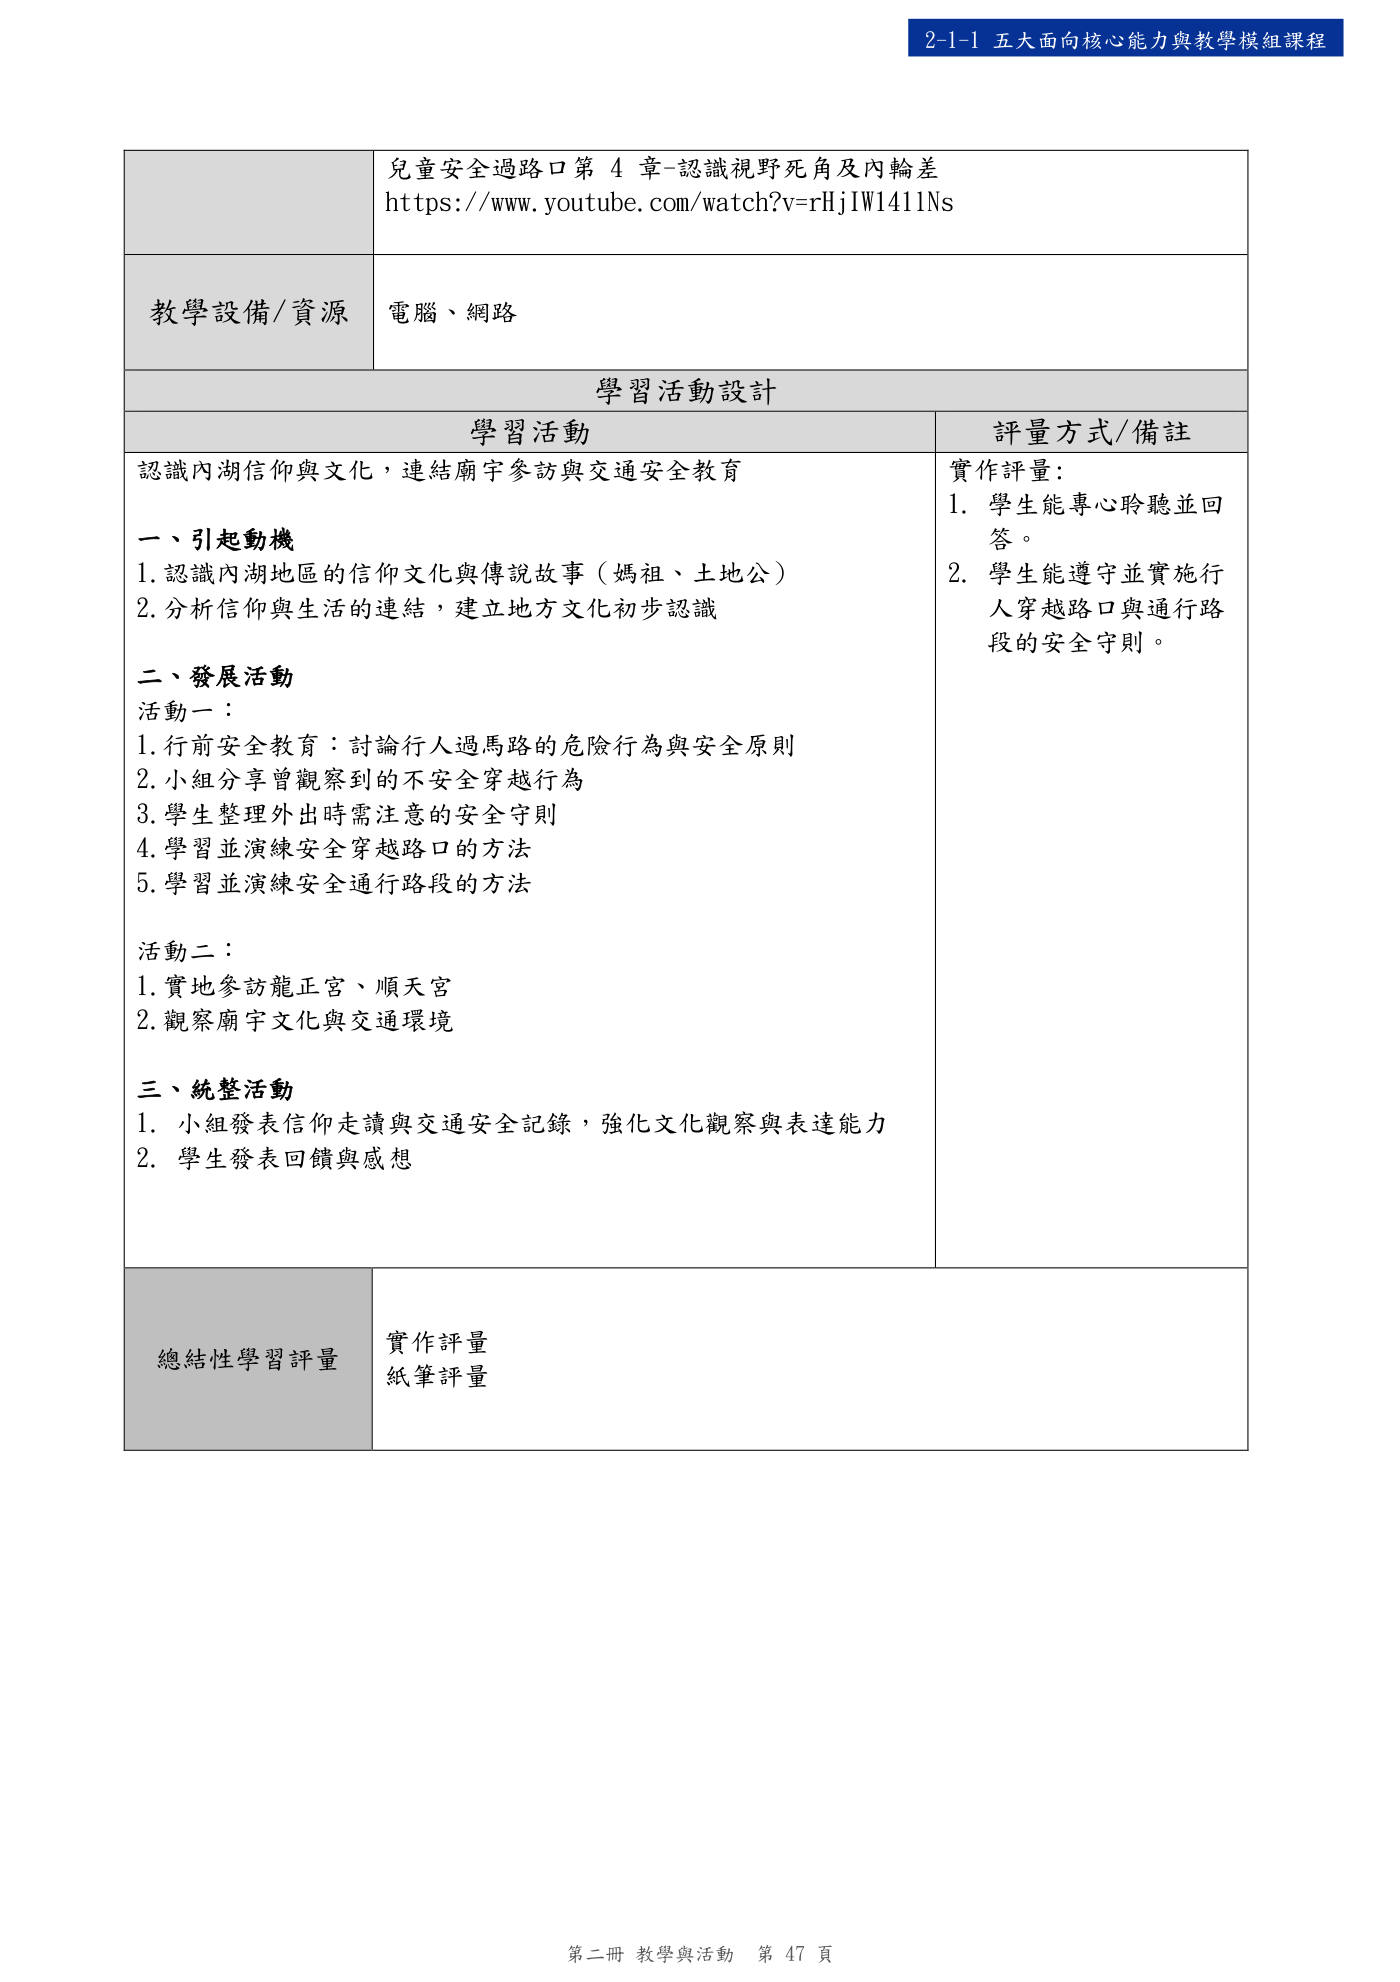 2-1-1 五大面向核心能力與教學模組課程
兒童安全過路口第 4 章-認識視野死角及內輪差
https://www.youtube.com/watch?v=rHjIW1411Ns
教學設備/資源
電腦、網路
學習活動設計
學習活動
評量方式/備註
認識內湖信仰與文化，連結廟宇參訪與交通安全教育
一、引起動機
1.認識內湖地區的信仰文化與傳說故事（媽祖、土地公）
2.分析信仰與生活的連結，建立地方文化初步認識
二、發展活動
活動一：
1.行前安全教育：討論行人過馬路的危險行為與安全原則
2.小組分享曾觀察到的不安全穿越行為
3.學生整理外出時需注意的安全守則
4.學習並演練安全穿越路口的方法
5.學習並演練安全通行路段的方法
活動二：
1.實地參訪龍正宮、順天宮
2.觀察廟宇文化與交通環境
三、統整活動
1. 小組發表信仰走讀與交通安全記錄，強化文化觀察與表達能力
2. 學生發表回饋與感想
實作評量:
1. 學生能專心聆聽並回
答。
2. 學生能遵守並實施行
人穿越路口與通行路
段的安全守則。
總結性學習評量
實作評量
紙筆評量
第二冊 教學與活動 第 47 頁